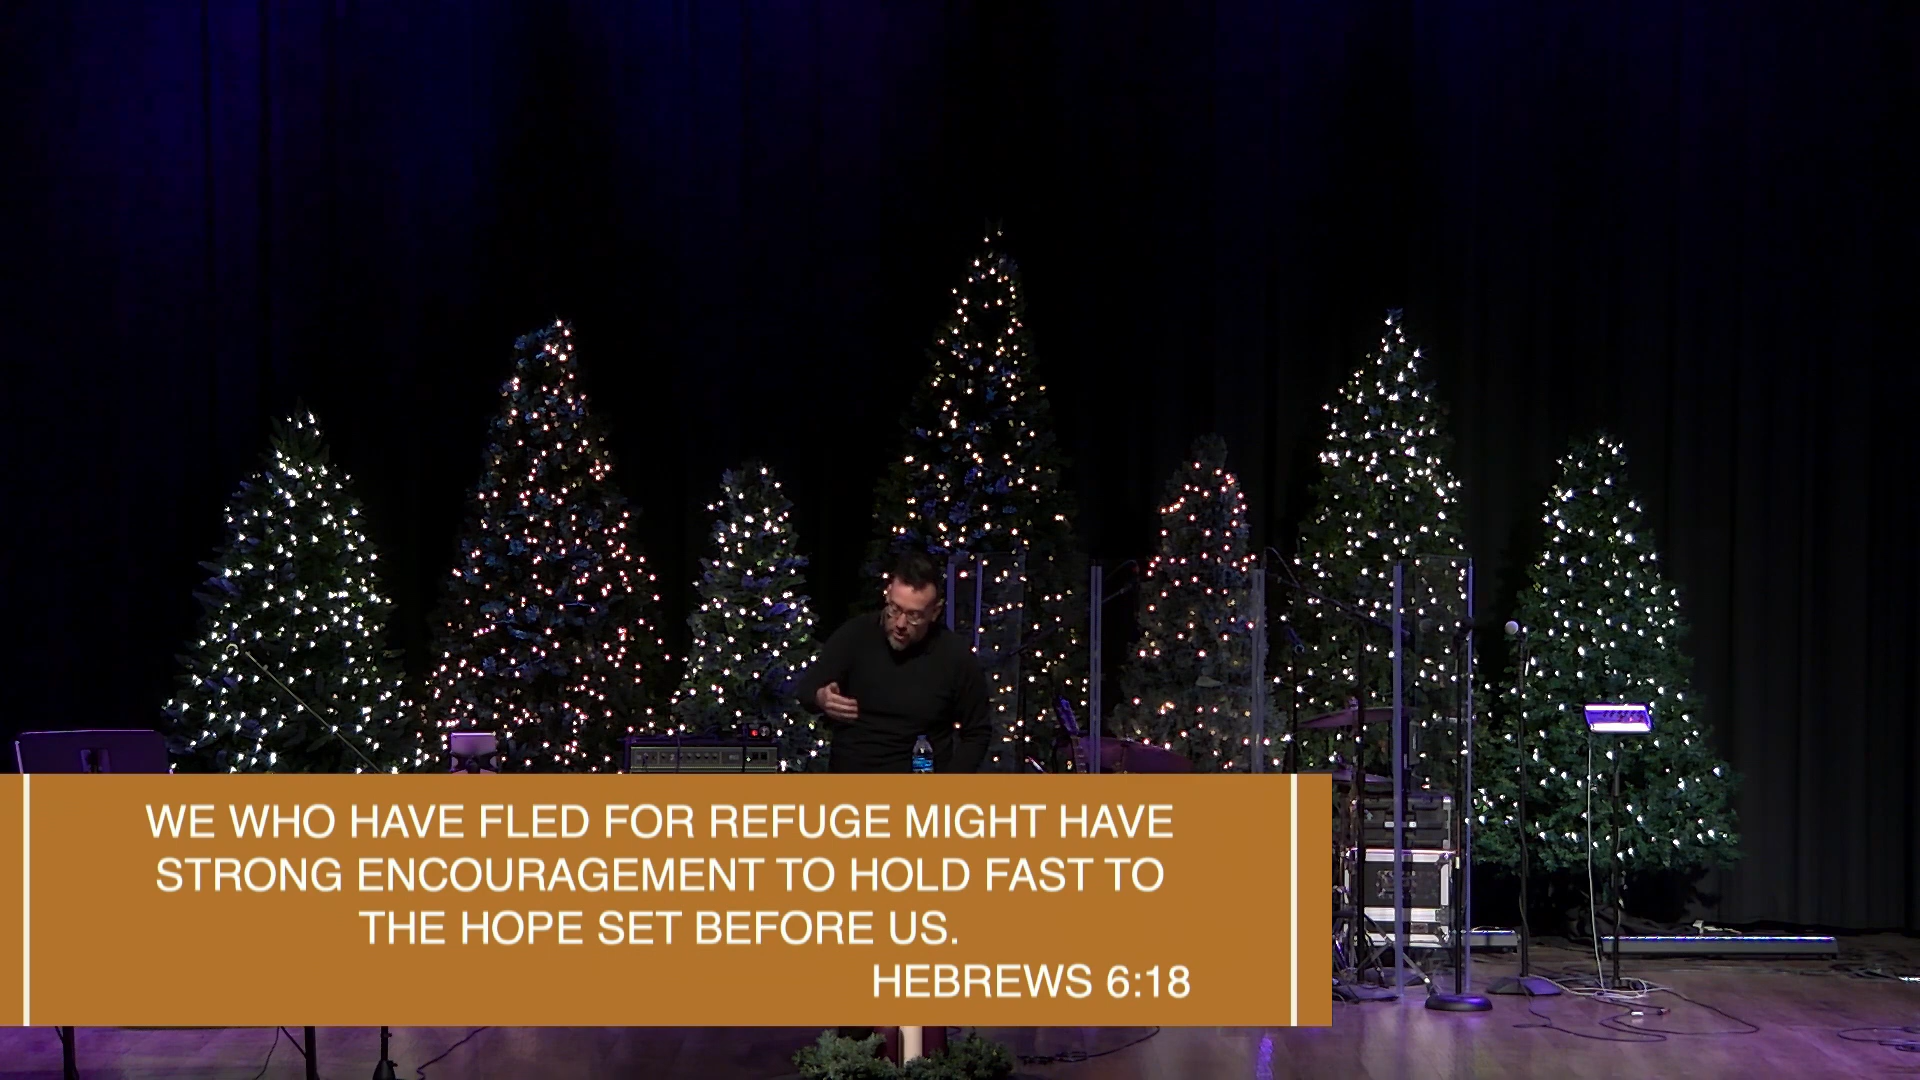 WE WHO HAVE FLED FOR REFUGE MIGHT HAVE
STRONG ENCOURAGEMENT TO HOLD FAST TO
THE HOPE SET BEFORE US.
HEBREWS 6:18